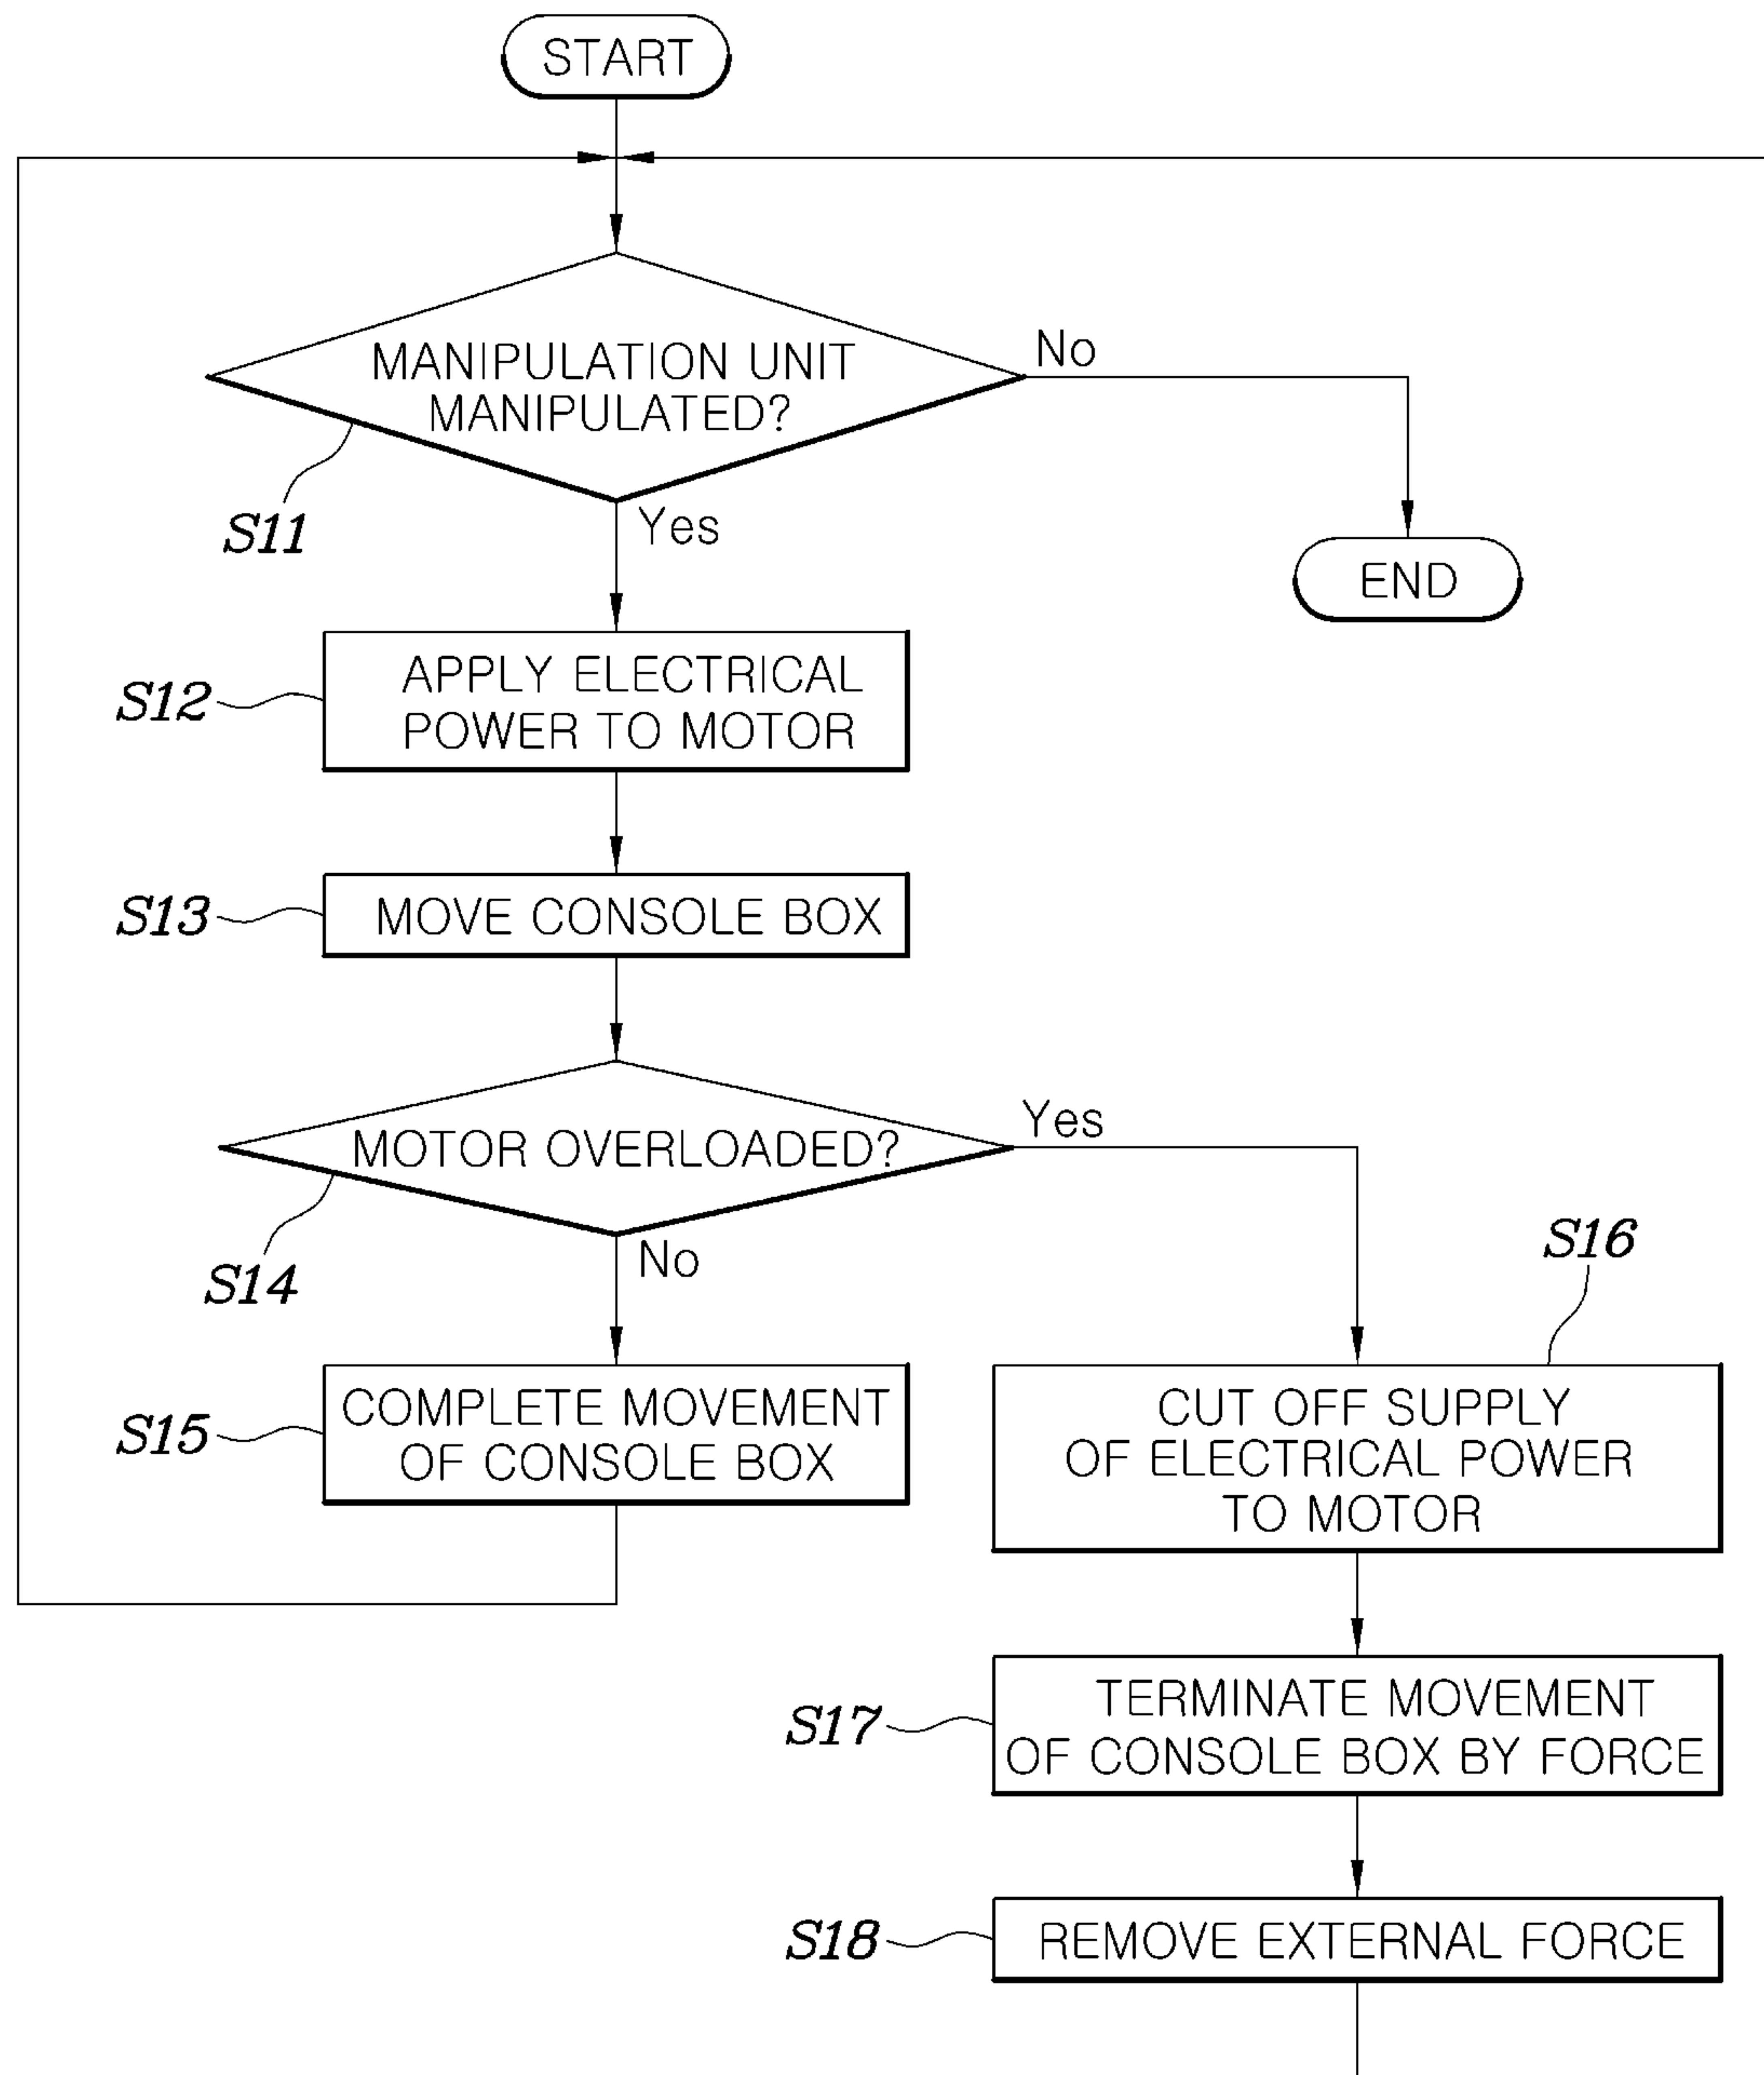 START
MANIPULATION UNIT
MANIPULATED?
No
S11
Yes
END
S12
APPLY ELECTRICAL
POWER TO MOTOR
S13
MOVE CONSOLE BOX
MOTOR OVERLOADED?
Yes
S14
No
S16
S15
COMPLETE MOVEMENT
OF CONSOLE BOX
CUT OFF SUPPLY
OF ELECTRICAL POWER
TO MOTOR
S17
TERMINATE MOVEMENT
OF CONSOLE BOX BY FORCE
S18
REMOVE EXTERNAL FORCE